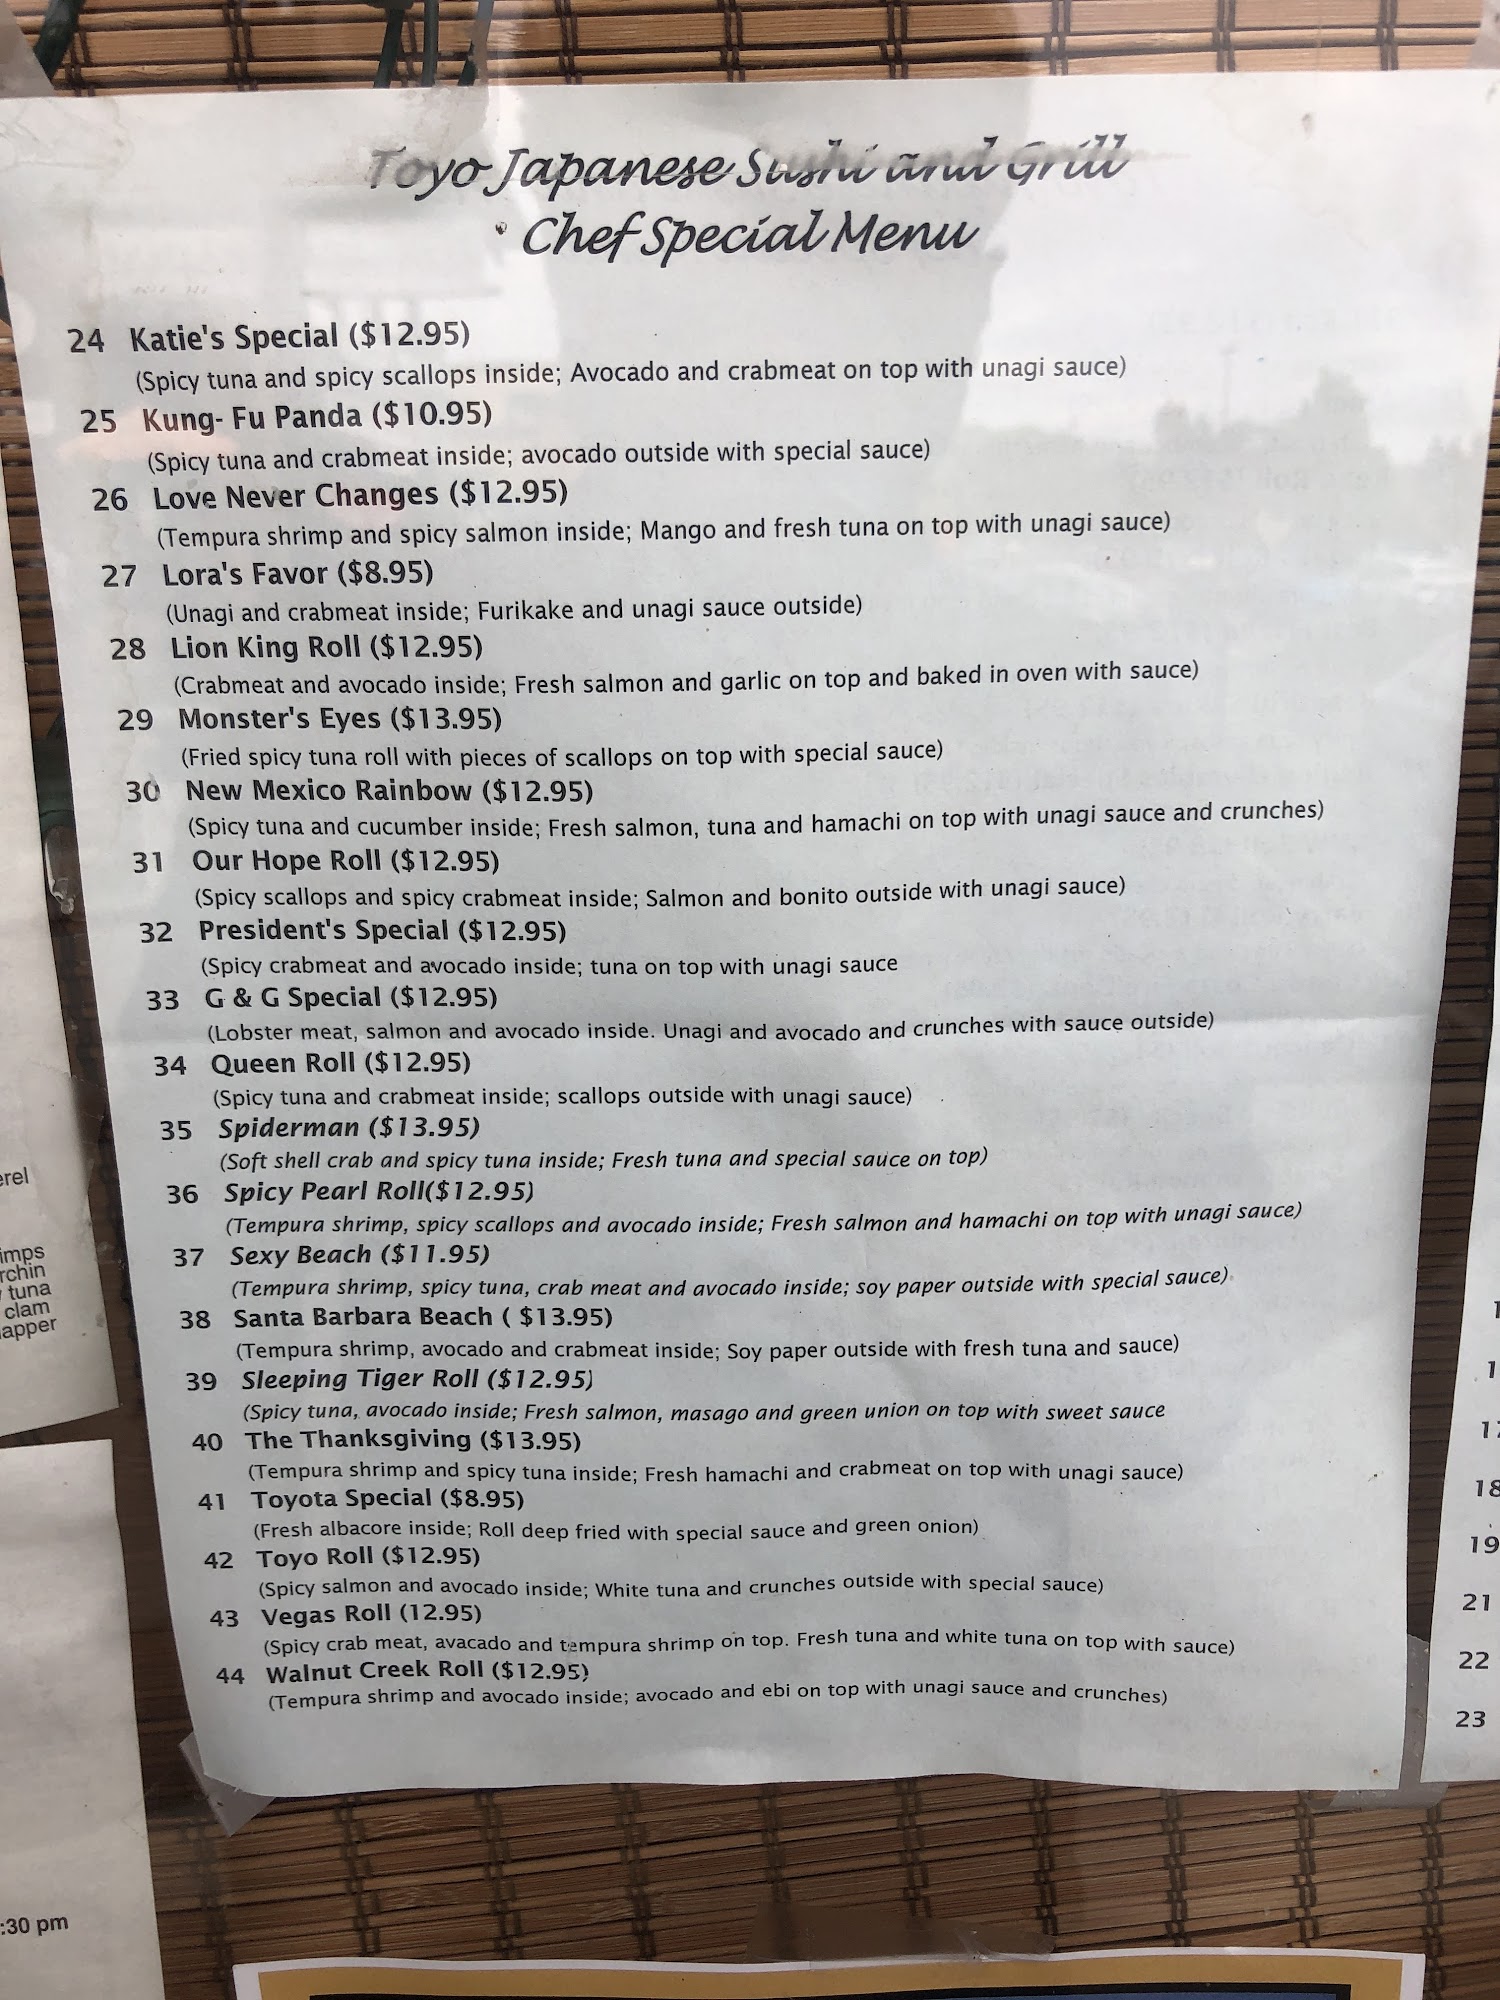 Toyo Japanese Sushi and Grill
Chef Special Menu
24 Katie's Special ($12.95)
(Spicy tuna and spicy scallops inside; Avocado and crabmeat on top with unagi sauce)
25 Kung- Fu Panda ($10.95)
(Spicy tuna and crabmeat inside; avocado outside with special sauce)
26 Love Never Changes ($12.95)
(Tempura shrimp and spicy salmon inside; Mango and fresh tuna on top with unagi sauce)
27 Lora's Favor ($8.95)
(Unagi and crabmeat inside; Furikake and unagi sauce outside)
28 Lion King Roll ($12.95)
(Crabmeat and avocado inside; Fresh salmon and garlic on top and baked in oven with sauce)
29 Monster's Eyes ($13.95)
(Fried spicy tuna roll with pieces of scallops on top with special sauce)
30 New Mexico Rainbow ($12.95)
(Spicy tuna and cucumber inside; Fresh salmon, tuna and hamachi on top with unagi sauce and crunches)
31 Our Hope Roll ($12.95)
(Spicy scallops and spicy crabmeat inside; Salmon and bonito outside with unagi sauce)
32 President's Special ($12.95)
(Spicy crabmeat and avocado inside; tuna on top with unagi sauce
33 G & G Special ($12.95)
(Lobster meat, salmon and avocado inside. Unagi and avocado and crunches with sauce outside)
34 Queen Roll ($12.95)
(Spicy tuna and crabmeat inside; scallops outside with unagi sauce)
35 Spiderman ($13.95)
(Soft shell crab and spicy tuna inside; Fresh tuna and special sauce on top)
36 Spicy Pearl Roll($12.95)
(Tempura shrimp, spicy scallops and avocado inside; Fresh salmon and hamachi on top with unagi sauce)
37 Sexy Beach ($11.95)
(Tempura shrimp, spicy tuna, crab meat and avocado inside; soy paper outside with special sauce)
38 Santa Barbara Beach ( $13.95)
(Tempura shrimp, avocado and crabmeat inside; Soy paper outside with fresh tuna and sauce)
39 Sleeping Tiger Roll ($12.95)
(Spicy tuna, avocado inside; Fresh salmon, masago and green union on top with sweet sauce
40 The Thanksgiving ($13.95)
(Tempura shrimp and spicy tuna inside; Fresh hamachi and crabmeat on top with unagi sauce)
41 Toyota Special ($8.95)
(Fresh albacore inside; Roll deep fried with special sauce and green onion)
42 Toyo Roll ($12.95)
(Spicy salmon and avocado inside; White tuna and crunches outside with special sauce)
43 Vegas Roll (12.95)
(Spicy crab meat, avacado and tempura shrimp on top. Fresh tuna and white tuna on top with sauce)
44 Walnut Creek Roll ($12.95)
(Tempura shrimp and avocado inside; avocado and ebi on top with unagi sauce and crunches)
erel
imps
rchin
tuna
clam
apper
:30 pm
18
19
21
22
23